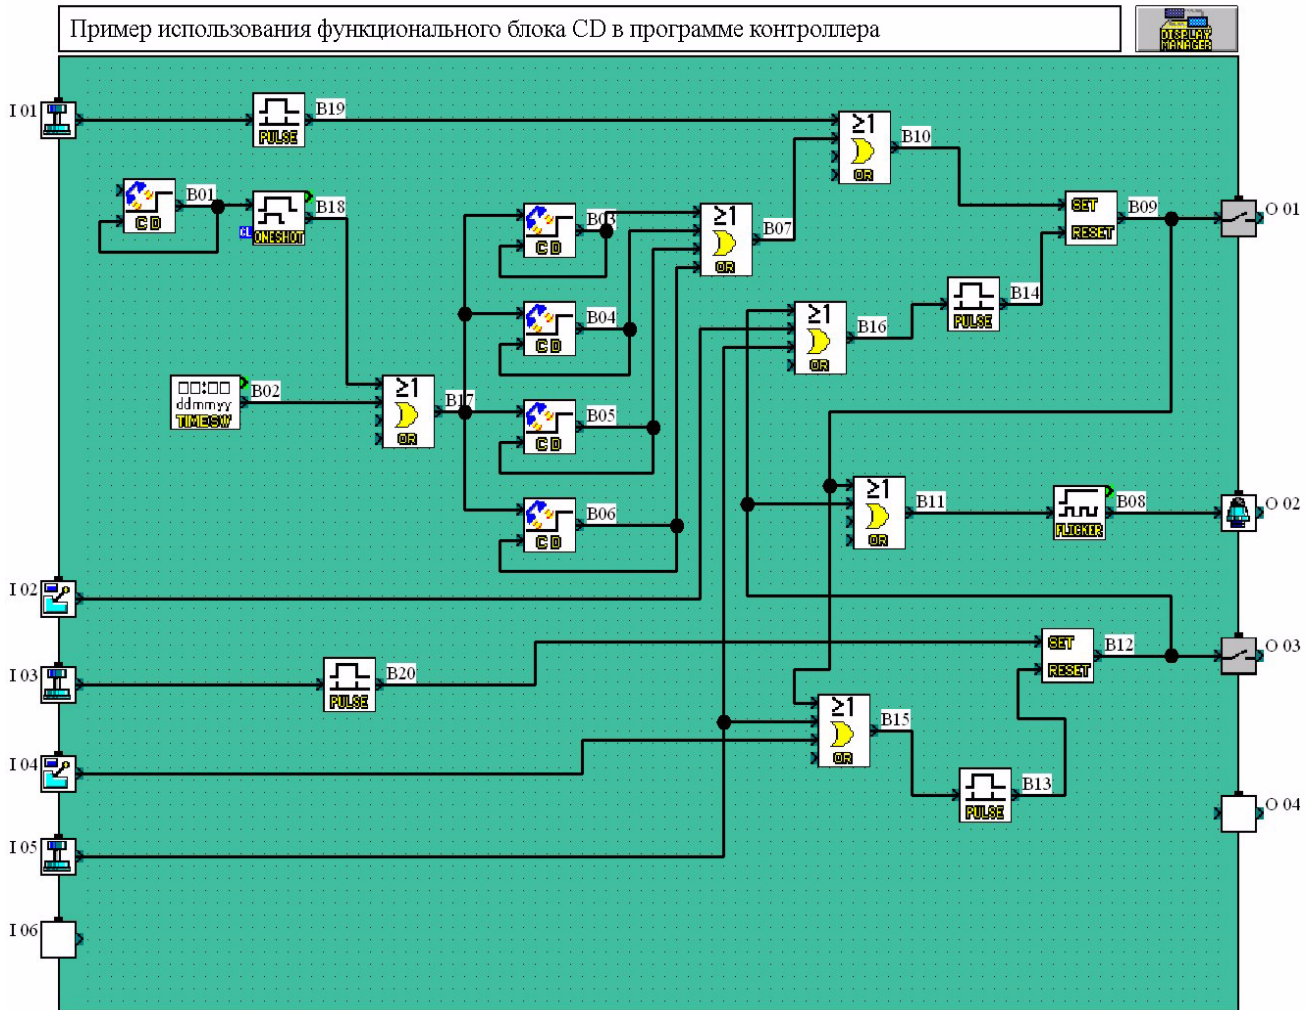 Пример использования функционального блока CD в программе контроллера
DISPLAY
MANAGER
I 01
PULSE
B19
≥1
OR
B10
CD
B01
GL
ONESHOT
B18
CD
B03
≥1
OR
B07
SET
RESET
B09
O 01
CD
B04
≥1
OR
B16
PULSE
B14
ddmmyy
TIMEDSW
B02
≥1
OR
B17
CD
B05
CD
B06
≥1
OR
B11
FLICKER
B08
O 02
I 02
I 03
PULSE
B20
SET
RESET
B12
O 03
≥1
OR
B15
I 04
PULSE
B13
O 04
I 05
I 06